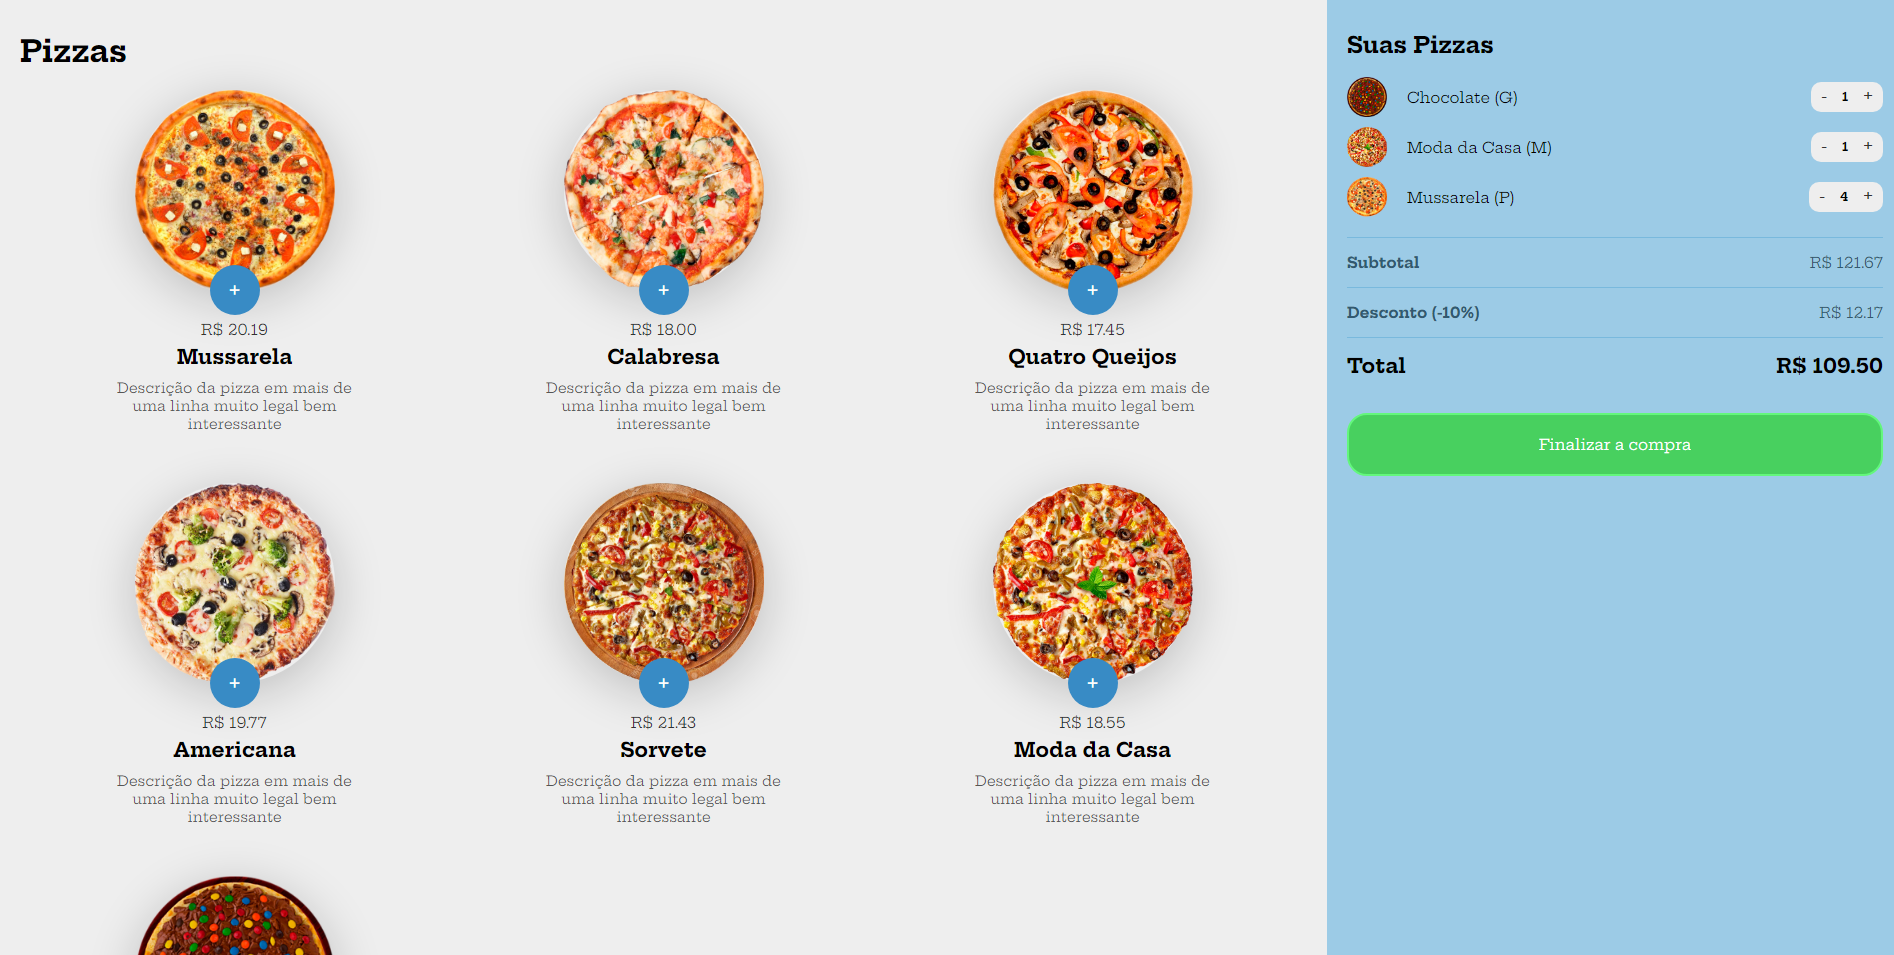 Pizzas
+
R$ 20.19
Mussarela
Descrição da pizza em mais de
uma linha muito legal bem
interessante
+
R$ 18.00
Calabresa
Descrição da pizza em mais de
uma linha muito legal bem
interessante
+
R$ 17.45
Quatro Queijos
Descrição da pizza em mais de
uma linha muito legal bem
interessante
+
R$ 19.77
Americana
Descrição da pizza em mais de
uma linha muito legal bem
interessante
+
R$ 21.43
Sorvete
Descrição da pizza em mais de
uma linha muito legal bem
interessante
+
R$ 18.55
Moda da Casa
Descrição da pizza em mais de
uma linha muito legal bem
interessante
Suas Pizzas
Chocolate (G) - 1 +
Moda da Casa (M) - 1 +
Mussarela (P) - 4 +
Subtotal R$ 121.67
Desconto (-10%) R$ 12.17
Total R$ 109.50
Finalizar a compra